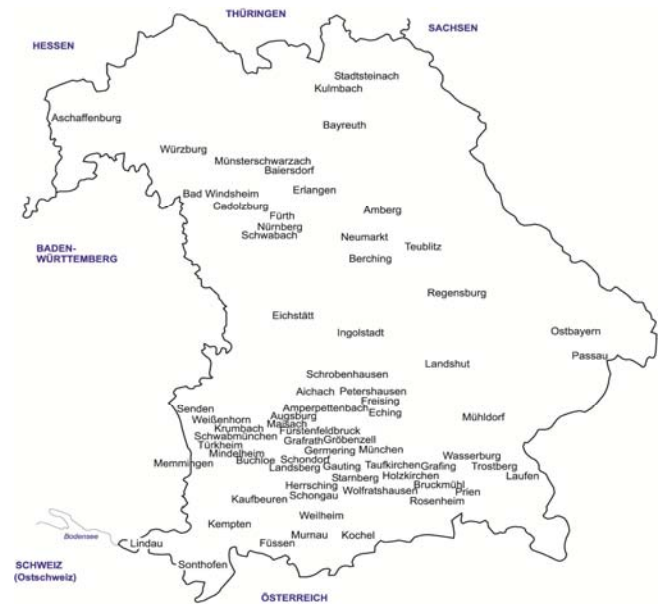 THÜRINGEN
SACHSEN
HESSEN
Stadtsteinach
Kulmbach
Aschaffenburg
Bayreuth
Würzburg
Münsterschwarzach
Baiersdorf
Bad Windsheim
Erlangen
Cadolzburg
Fürth
Amberg
Nürnberg
Schwabach
Neumarkt
Teublitz
BADEN-
WÜRTTEMBERG
Berching
Regensburg
Eichstätt
Ingolstadt
Ostbayern
Passau
Landshut
Schrobenhausen
Aichach
Petershausen
Freising
Senden
Amperpettenbach
Eching
Weißenhorn
Augsburg
Mühldorf
Krumbach
Maisach
Fürstenfeldbruck
Schwabmünchen
Grafrath
Gröbenzell
Türkheim
Germering
München
Mindelheim
Wasserburg
Memmingen
Buchloe
Schondorf
Landsberg
Gauting
Taufkirchen
Grafing
Trostberg
Starnberg
Holzkirchen
Laufen
Herrsching
Bruckmühl
Wolfratshausen
Prien
Kaufbeuren
Schongau
Rosenheim
Weilheim
Kempten
Murnau
Kochel
Bodensee
Lindau
Füssen
Sonthofen
SCHWEIZ
(Ostschweiz)
ÖSTERREICH